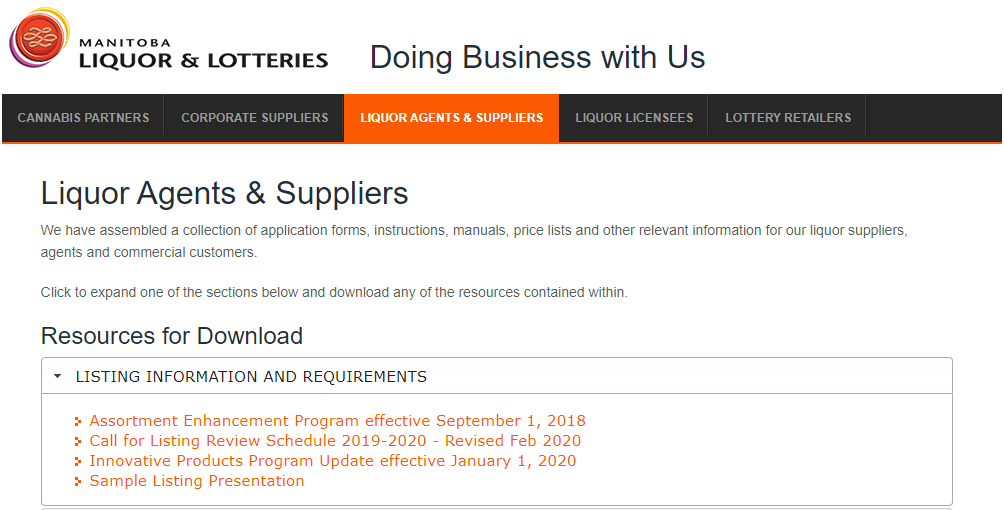 MANITOBA
LIQUOR & LOTTERIES
Doing Business with Us
CANNABIS PARTNERS
CORPORATE SUPPLIERS
LIQUOR AGENTS & SUPPLIERS
LIQUOR LICENSEES
LOTTERY RETAILERS
Liquor Agents & Suppliers
We have assembled a collection of application forms, instructions, manuals, price lists and other relevant information for our liquor suppliers,
agents and commercial customers.
Click to expand one of the sections below and download any of the resources contained within.
Resources for Download
LISTING INFORMATION AND REQUIREMENTS
Assortment Enhancement Program effective September 1, 2018
Call for Listing Review Schedule 2019-2020 - Revised Feb 2020
Innovative Products Program Update effective January 1, 2020
Sample Listing Presentation